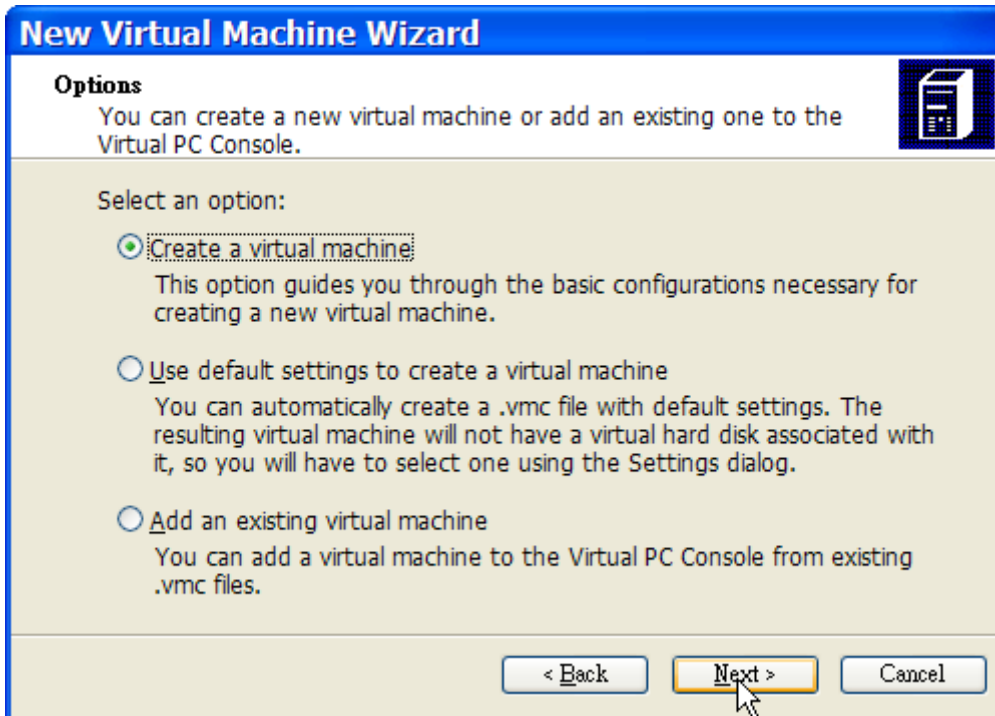 New Virtual Machine Wizard
Options
You can create a new virtual machine or add an existing one to the
Virtual PC Console.
Select an option:
Create a virtual machine
This option guides you through the basic configurations necessary for
creating a new virtual machine.
Use default settings to create a virtual machine
You can automatically create a .vmc file with default settings. The
resulting virtual machine will not have a virtual hard disk associated with
it, so you will have to select one using the Settings dialog.
Add an existing virtual machine
You can add a virtual machine to the Virtual PC Console from existing
.vmc files.
< Back Next > Cancel